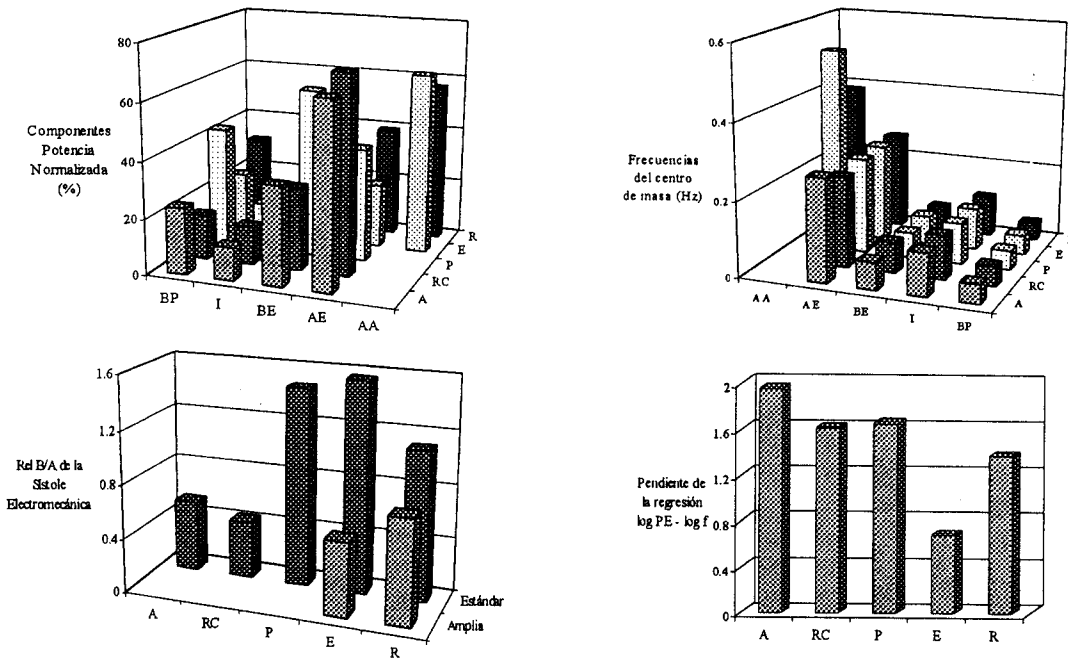 80
60
40
20
0
Componentes
Potencia
Normalizada
(%)
BP
I
BE
AE
AA
A
RC
P
E
R
0.6
0.4
0.2
0
Frecuencias
del centro
de masa (Hz)
AA
AE
BE
I
BP
A
RC
P
E
1.6
1.2
0.8
0.4
0
Rel B/A de la
Sístole
Electromecánica
A
RC
P
E
R
Estándar
Amplia
2
1.6
1.2
0.8
0.4
0
Pendiente de
la regresión
log PE - log f
A
RC
P
E
R